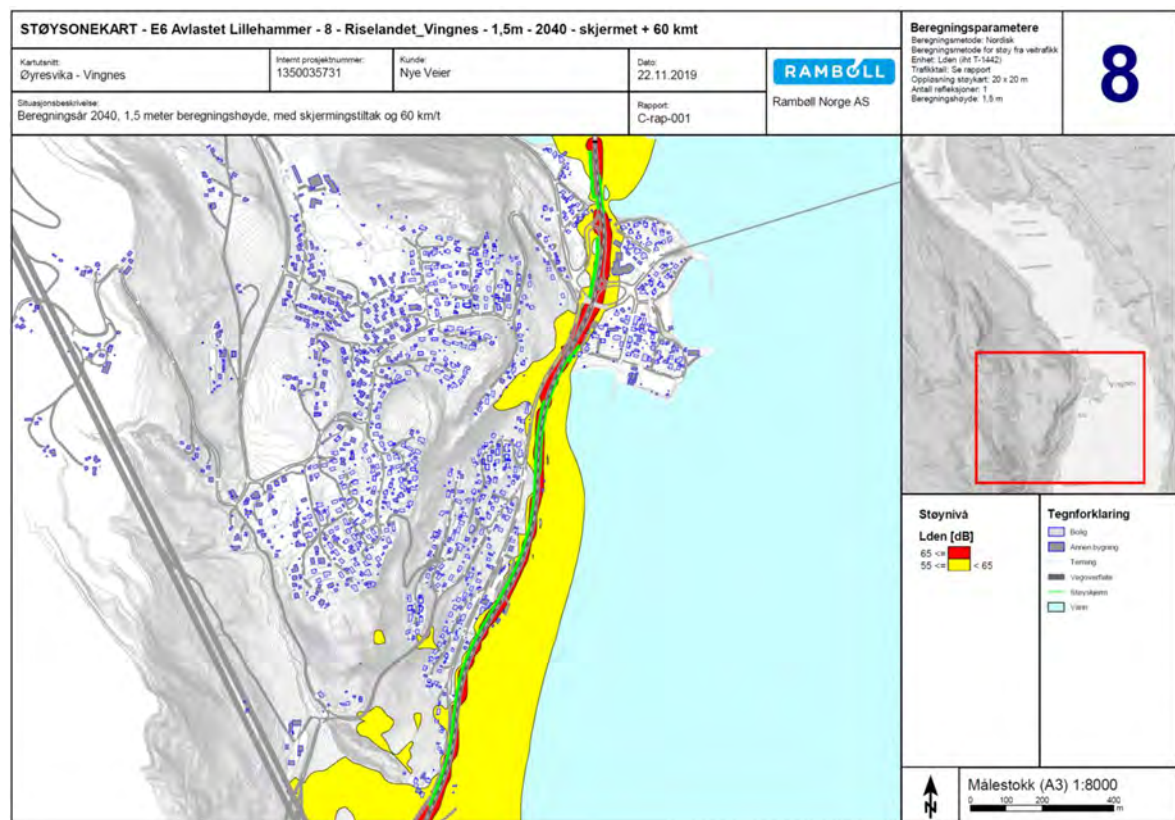 STØYSONEKART - E6 Avlastet Lillehammer - 8 - Riselandet_Vingnes - 1,5m - 2040 - skjermet + 60 kmt
Kartutsnitt:
Øyresvika - Vingnes
Internt prosjektnummer:
1350035731
Kunde:
Nye Veier
Dato:
22.11.2019
RAMBOLL
Rambøll Norge AS
Situasjonsbeskrivelse:
Beregningsår 2040, 1,5 meter beregningshøyde, med skjermingstiltak og 60 km/t
Rapport:
C-rap-001
Beregningsparametere
Beregningsmetode: Nordisk
Beregningsmetode for støy fra veitrafikk
Enhet: Lden (iht T-1442)
Trafikktall: Se rapport
Oppløsning støykart: 20 x 20 m
Antall refleksjoner: 1
Beregningshøyde: 1,5 m
8
Vingnes
Støynivå
Lden [dB]
65 <=
55 <= < 65
Tegnforklaring
Bolig
Annen bygning
Terreng
Vegoverflate
Støyskjerm
Vann
N
Målestokk (A3) 1:8000
0 100 200 400
m